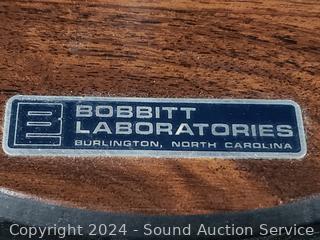 BOBBITT
LABORATORIES
BURLINGTON, NORTH CAROLINA
Copyright 2024 - Sound Auction Service